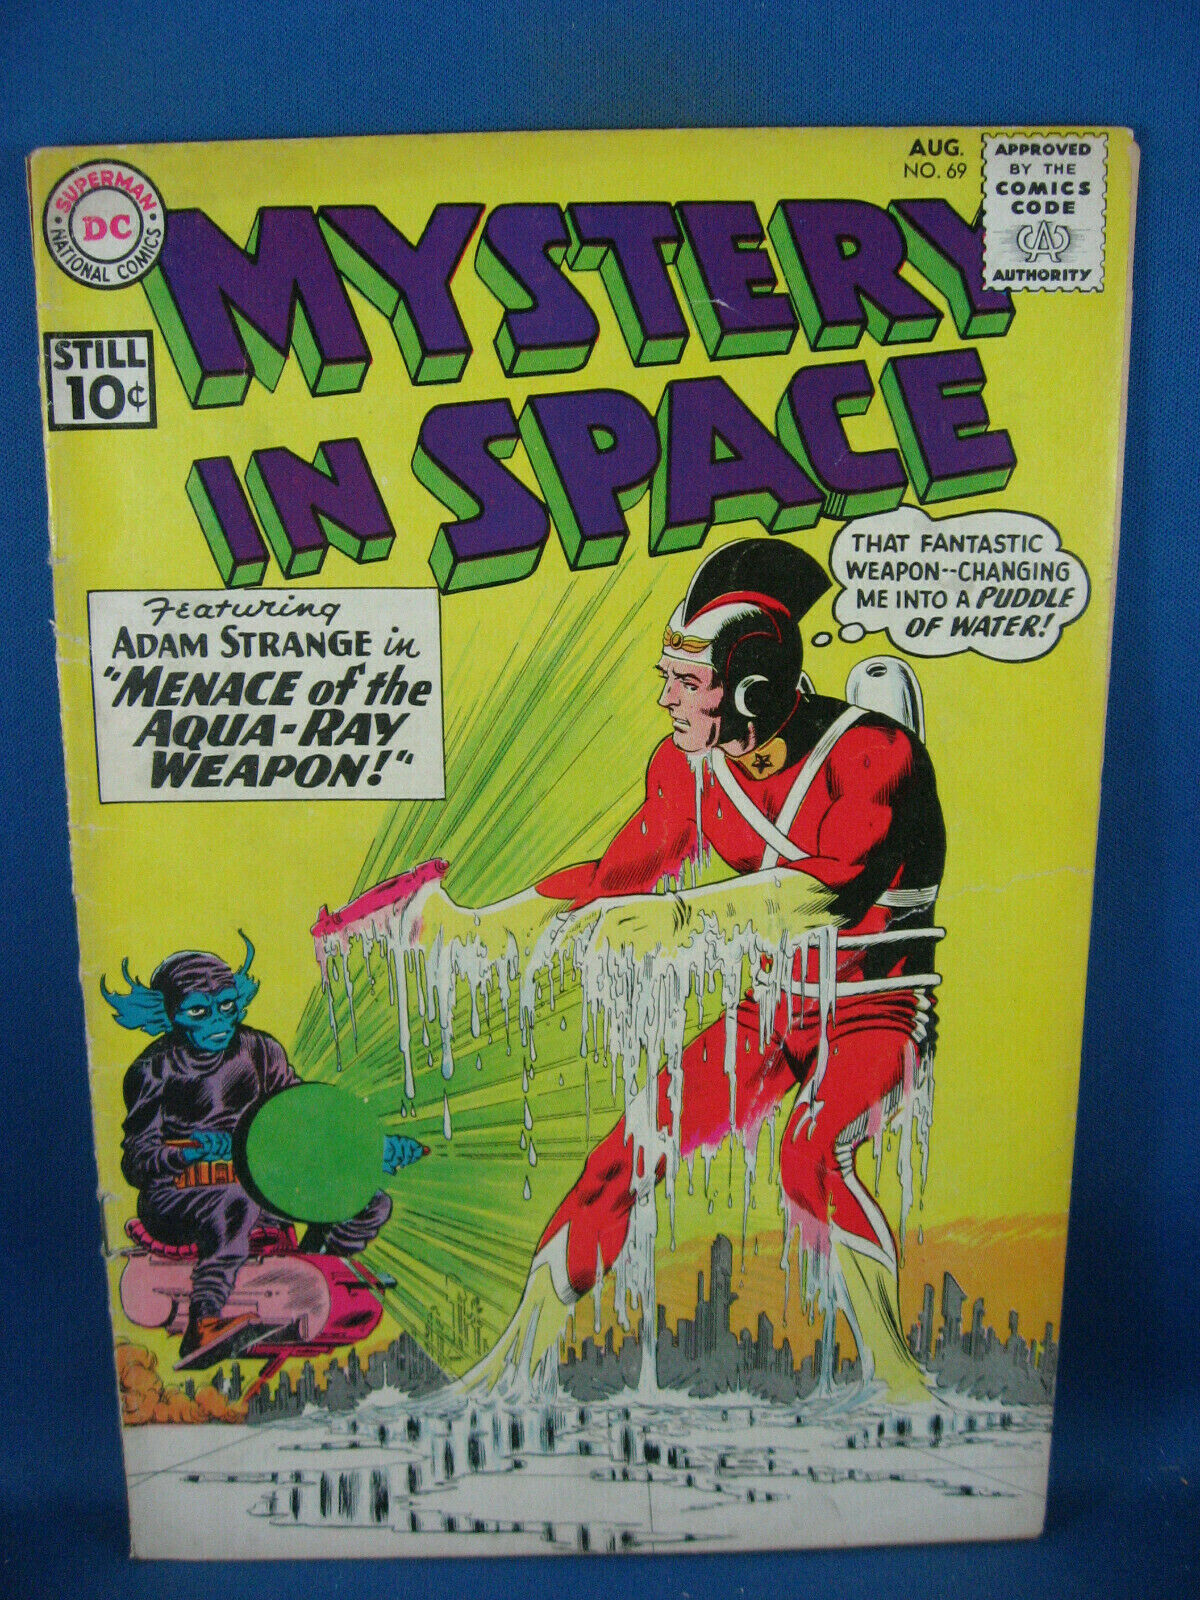 SUPERMAN
DC
NATIONAL COMICS
AUG.
NO. 69
APPROVED
BY THE
COMICS
CODE
CA
AUTHORITY
MYSTERY
IN SPACE
STILL
10¢
Featuring
ADAM STRANGE in
"MENACE of the
AQUA-RAY
WEAPON!"
THAT FANTASTIC
WEAPON--CHANGING
ME INTO A PUDDLE
OF WATER!